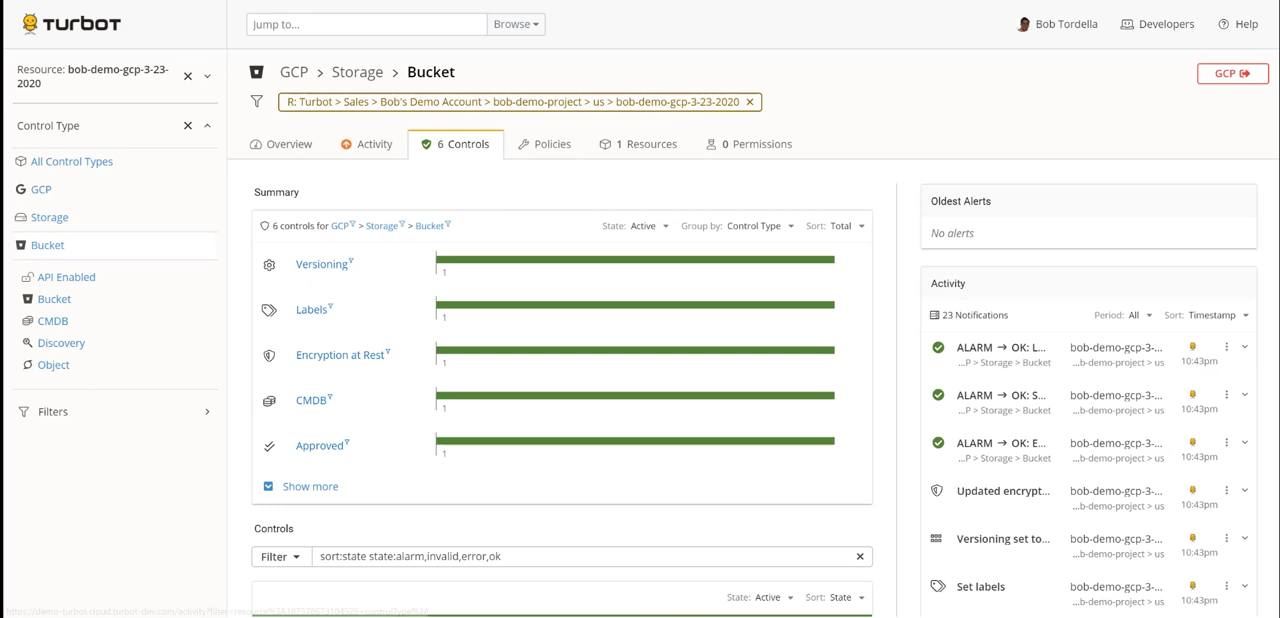 TURBOT
Jump to...
Browse
Bob Tordella
Developers
Help
Resource: bob-demo-gcp-3-23-
2020
Control Type
All Control Types
GCP
Storage
Bucket
API Enabled
Bucket
CMDB
Discovery
Object
Filters
GCP > Storage > Bucket
GCP
R: Turbot > Sales > Bob's Demo Account > bob-demo-project > us > bob-demo-gcp-3-23-2020
Overview
Activity
6 Controls
Policies
1 Resources
0 Permissions
Summary
6 controls for GCP > Storage > Bucket
State: Active
Group by: Control Type
Sort: Total
Versioning
1
Labels
1
Encryption at Rest
1
CMDB
1
Approved
1
Show more
Controls
Filter
sort:state state:alarm,invalid,error,ok
State: Active
Sort: State
Oldest Alerts
No alerts
Activity
23 Notifications
Period: All
Sort: Timestamp
ALARM → OK: L... bob-demo-gcp-3-...
...P > Storage > Bucket ...b-demo-project > us 10:43pm
ALARM → OK: S... bob-demo-gcp-3-...
...P > Storage > Bucket ...b-demo-project > us 10:43pm
ALARM → OK: E... bob-demo-gcp-3-...
...P > Storage > Bucket ...b-demo-project > us 10:43pm
Updated encrypt... bob-demo-gcp-3-...
...b-demo-project > us 10:43pm
Versioning set to... bob-demo-gcp-3-...
...b-demo-project > us 10:43pm
Set labels bob-demo-gcp-3-...
...b-demo-project > us 10:43pm